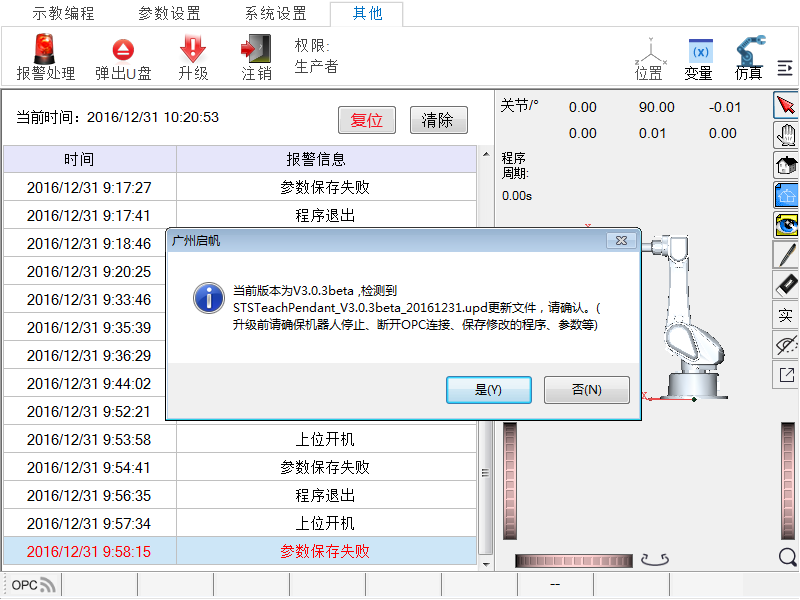 示教编程 参数设置 系统设置 其他
报警处理 弹出U盘 升级 注销 权限: 生产者 位置 (x) 变量 仿真
当前时间: 2016/12/31 10:20:53 复位 清除
关节/° 0.00 90.00 -0.01
0.00 0.01 0.00
程序
周期:
0.00s
时间 报警信息
2016/12/31 9:17:27 参数保存失败
2016/12/31 9:17:41 程序退出
2016/12/31 9:18:46
2016/12/31 9:20:25
2016/12/31 9:33:46
2016/12/31 9:35:39
2016/12/31 9:36:29
2016/12/31 9:44:02
2016/12/31 9:52:21
2016/12/31 9:53:58 上位开机
2016/12/31 9:54:41 参数保存失败
2016/12/31 9:56:35 程序退出
2016/12/31 9:57:34 上位开机
2016/12/31 9:58:15 参数保存失败
广州启帆
当前版本为V3.0.3beta ,检测到
STSTeachPendant_V3.0.3beta_20161231.upd更新文件，请确认。(
升级前请确保机器人停止、断开OPC连接、保存修改的程序、参数等)
是(Y) 否(N)
实
X
OPC --